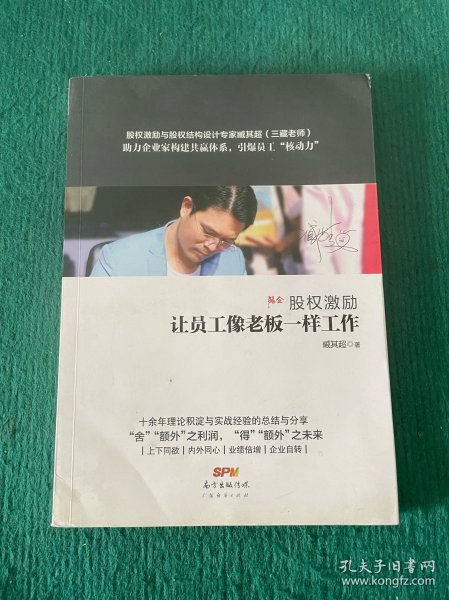 股权激励与股权结构设计专家臧其超（三藏老师）
助力企业家构建共赢体系，引爆员工“核动力”
股权激励
让员工像老板一样工作
臧其超◎著
十余年理论积淀与实战经验的总结与分享
“舍”“额外”之利润，“得”“额外”之未来
|上下同欲|内外同心|业绩倍增|企业自转|
SPM
南方出版传媒
广东经济出版社
孔夫子旧书网
www.kongfz.com